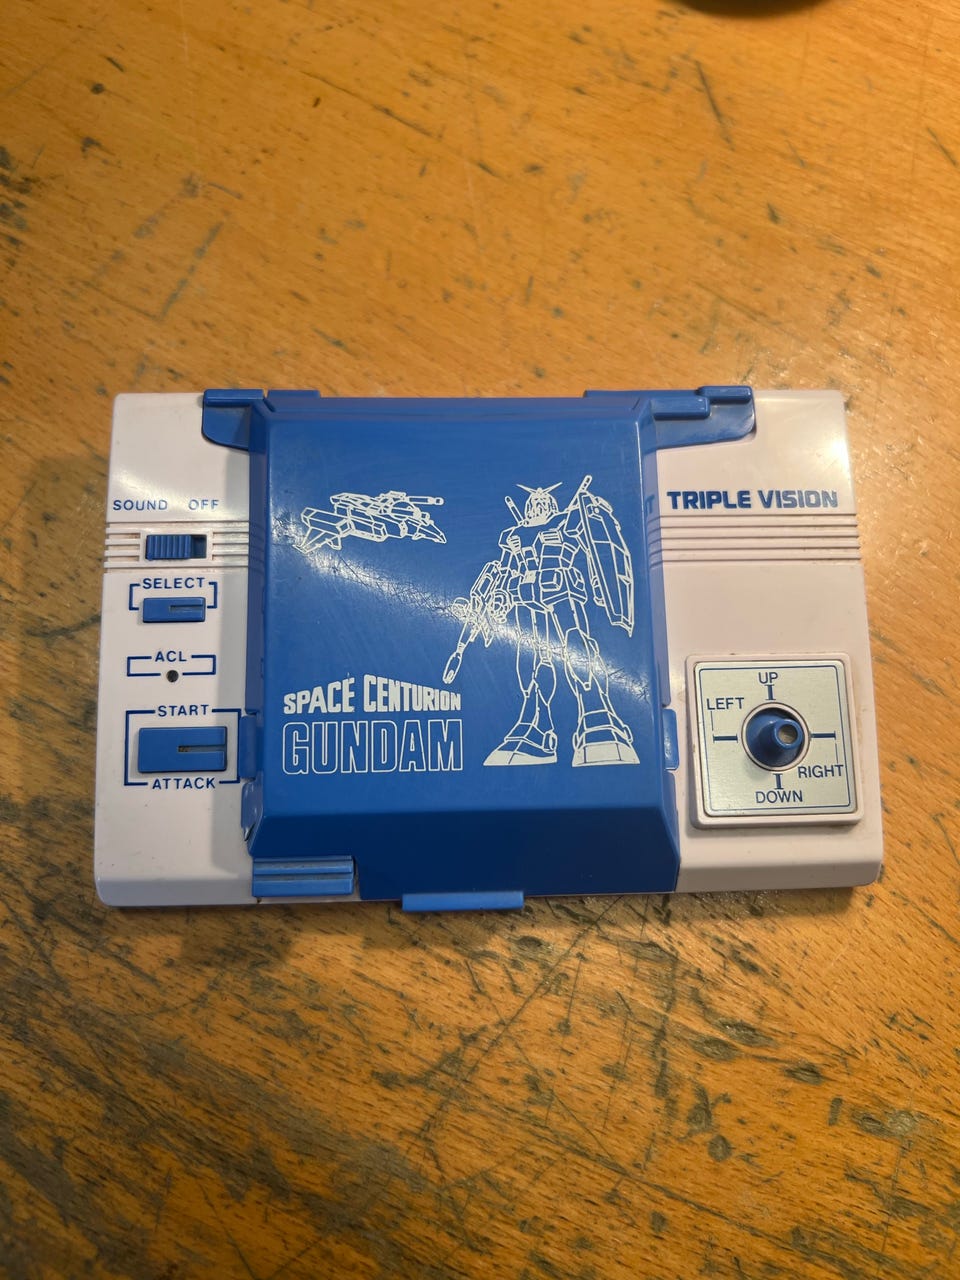 SOUND OFF
SELECT
ACL
START
ATTACK
SPACE CENTURION
GUNDAM
TRIPLE VISION
UP
LEFT
RIGHT
DOWN